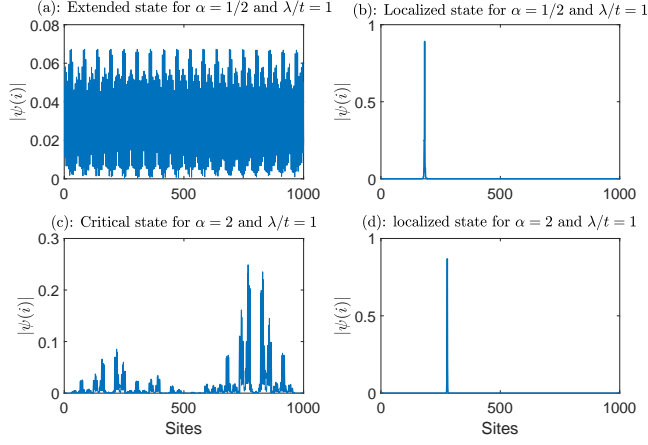 (a): Extended state for α = 1/2 and λ/t = 1
(b): Localized state for α = 1/2 and λ/t = 1
|ψ(i)|
0.08
0.06
0.04
0.02
0
0
500
1000
|ψ(i)|
1
0.5
0
0
500
1000
(c): Critical state for α = 2 and λ/t = 1
(d): localized state for α = 2 and λ/t = 1
|ψ(i)|
0.3
0.2
0.1
0
0
500
1000
Sites
|ψ(i)|
1
0.5
0
0
500
1000
Sites